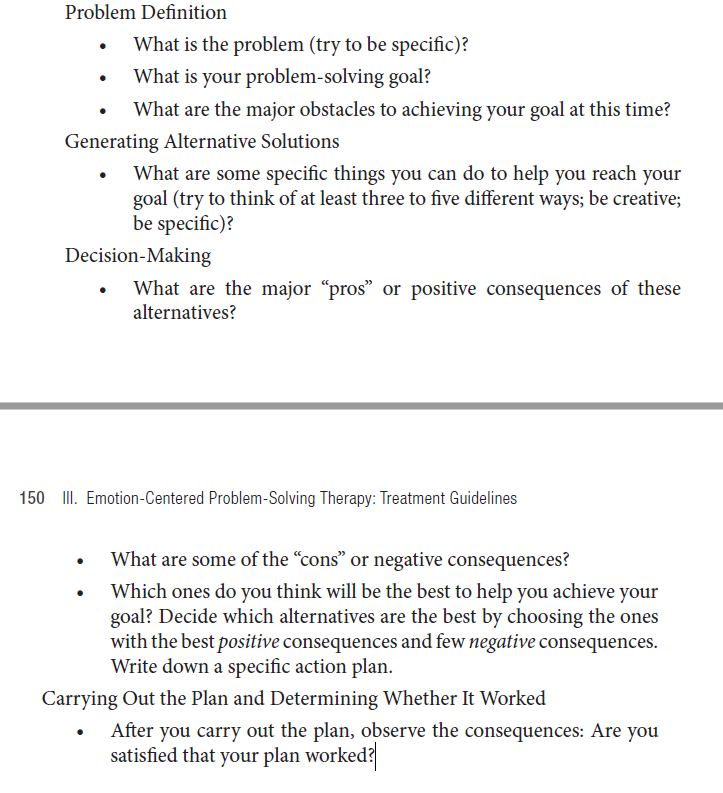 Problem Definition
• What is the problem (try to be specific)?
• What is your problem-solving goal?
• What are the major obstacles to achieving your goal at this time?
Generating Alternative Solutions
• What are some specific things you can do to help you reach your
goal (try to think of at least three to five different ways; be creative;
be specific)?
Decision-Making
• What are the major “pros” or positive consequences of these
alternatives?
150 III. Emotion-Centered Problem-Solving Therapy: Treatment Guidelines
• What are some of the “cons” or negative consequences?
• Which ones do you think will be the best to help you achieve your
goal? Decide which alternatives are the best by choosing the ones
with the best positive consequences and few negative consequences.
Write down a specific action plan.
Carrying Out the Plan and Determining Whether It Worked
• After you carry out the plan, observe the consequences: Are you
satisfied that your plan worked?